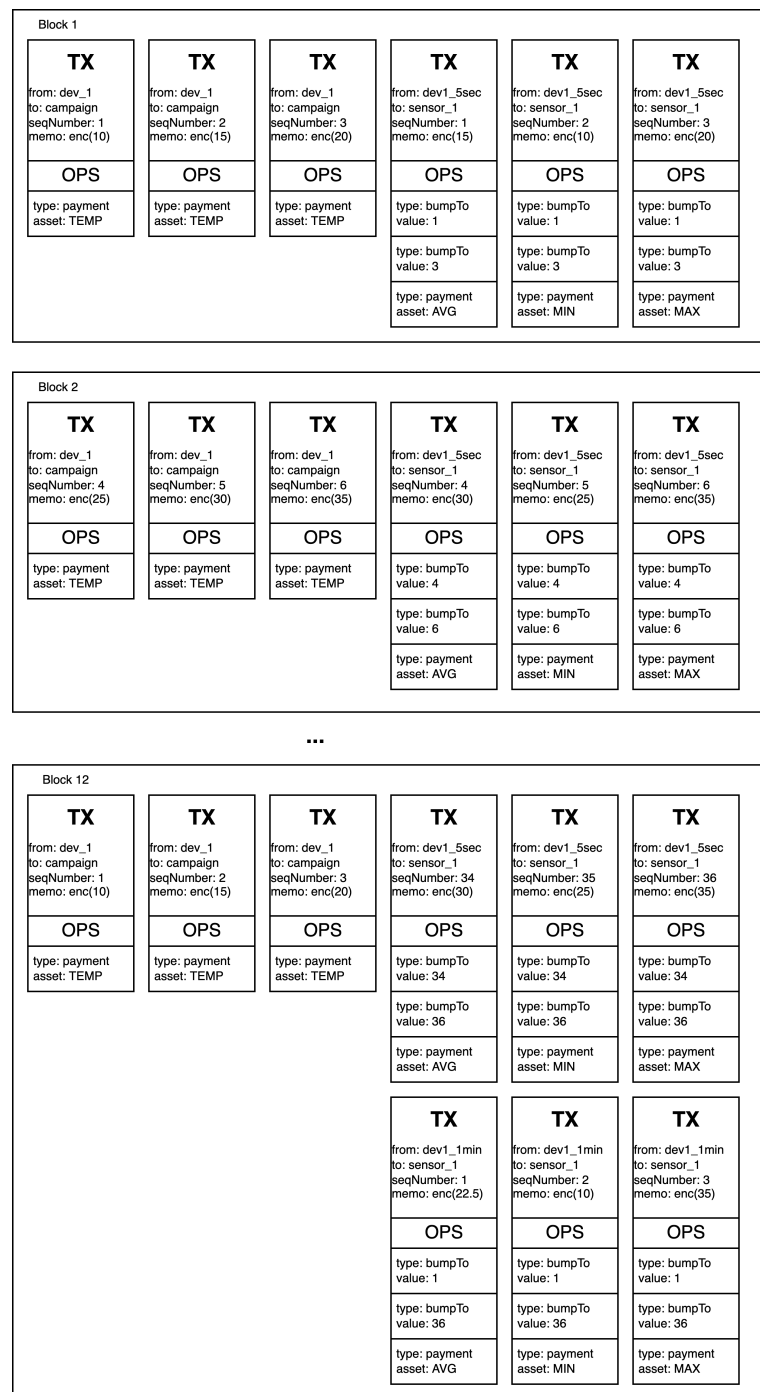 Block 1
TX
from: dev_1
to: campaign
seqNumber: 1
memo: enc(10)
OPS
type: payment
asset: TEMP
TX
from: dev_1
to: campaign
seqNumber: 2
memo: enc(15)
OPS
type: payment
asset: TEMP
TX
from: dev_1
to: campaign
seqNumber: 3
memo: enc(20)
OPS
type: payment
asset: TEMP
TX
from: dev1_5sec
to: sensor_1
seqNumber: 1
memo: enc(15)
OPS
type: bumpTo
value: 1
type: bumpTo
value: 3
type: payment
asset: AVG
TX
from: dev1_5sec
to: sensor_1
seqNumber: 2
memo: enc(10)
OPS
type: bumpTo
value: 1
type: bumpTo
value: 3
type: payment
asset: MIN
TX
from: dev1_5sec
to: sensor_1
seqNumber: 3
memo: enc(20)
OPS
type: bumpTo
value: 1
type: bumpTo
value: 3
type: payment
asset: MAX
Block 2
TX
from: dev_1
to: campaign
seqNumber: 4
memo: enc(25)
OPS
type: payment
asset: TEMP
TX
from: dev_1
to: campaign
seqNumber: 5
memo: enc(30)
OPS
type: payment
asset: TEMP
TX
from: dev_1
to: campaign
seqNumber: 6
memo: enc(35)
OPS
type: payment
asset: TEMP
TX
from: dev1_5sec
to: sensor_1
seqNumber: 4
memo: enc(30)
OPS
type: bumpTo
value: 4
type: bumpTo
value: 6
type: payment
asset: AVG
TX
from: dev1_5sec
to: sensor_1
seqNumber: 5
memo: enc(25)
OPS
type: bumpTo
value: 4
type: bumpTo
value: 6
type: payment
asset: MIN
TX
from: dev1_5sec
to: sensor_1
seqNumber: 6
memo: enc(35)
OPS
type: bumpTo
value: 4
type: bumpTo
value: 6
type: payment
asset: MAX
...
Block 12
TX
from: dev_1
to: campaign
seqNumber: 1
memo: enc(10)
OPS
type: payment
asset: TEMP
TX
from: dev_1
to: campaign
seqNumber: 2
memo: enc(15)
OPS
type: payment
asset: TEMP
TX
from: dev_1
to: campaign
seqNumber: 3
memo: enc(20)
OPS
type: payment
asset: TEMP
TX
from: dev1_5sec
to: sensor_1
seqNumber: 34
memo: enc(30)
OPS
type: bumpTo
value: 34
type: bumpTo
value: 36
type: payment
asset: AVG
TX
from: dev1_5sec
to: sensor_1
seqNumber: 35
memo: enc(25)
OPS
type: bumpTo
value: 34
type: bumpTo
value: 36
type: payment
asset: MIN
TX
from: dev1_5sec
to: sensor_1
seqNumber: 36
memo: enc(35)
OPS
type: bumpTo
value: 34
type: bumpTo
value: 36
type: payment
asset: MAX
TX
from: dev1_1min
to: sensor_1
seqNumber: 1
memo: enc(22.5)
OPS
type: bumpTo
value: 1
type: bumpTo
value: 36
type: payment
asset: AVG
TX
from: dev1_1min
to: sensor_1
seqNumber: 2
memo: enc(10)
OPS
type: bumpTo
value: 1
type: bumpTo
value: 36
type: payment
asset: MIN
TX
from: dev1_1min
to: sensor_1
seqNumber: 3
memo: enc(35)
OPS
type: bumpTo
value: 1
type: bumpTo
value: 36
type: payment
asset: MAX